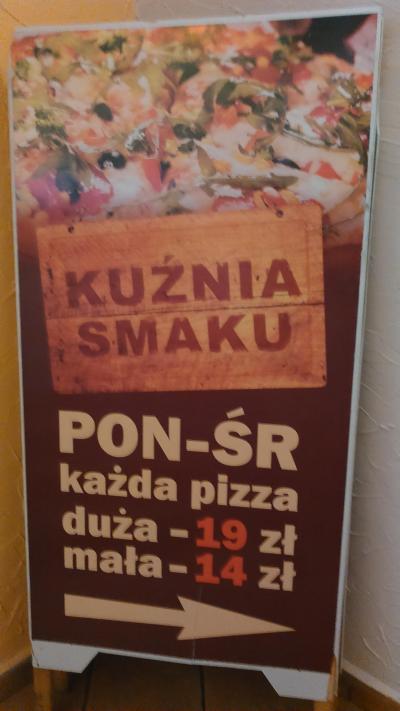 KUŹNIA
SMAKU
PON-ŚR
każda pizza
duża - 19 zł
mała - 14 zł